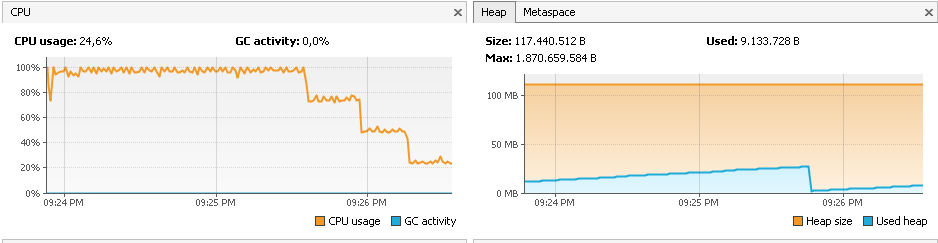 CPU
CPU usage: 24,6%
GC activity: 0,0%
100%
80%
60%
40%
20%
0%
09:24 PM
09:25 PM
09:26 PM
CPU usage
GC activity
Heap
Metaspace
Size: 117.440.512 B
Used: 9.133.728 B
Max: 1.870.659.584 B
100 MB
50 MB
0 MB
09:24 PM
09:25 PM
09:26 PM
Heap size
Used heap